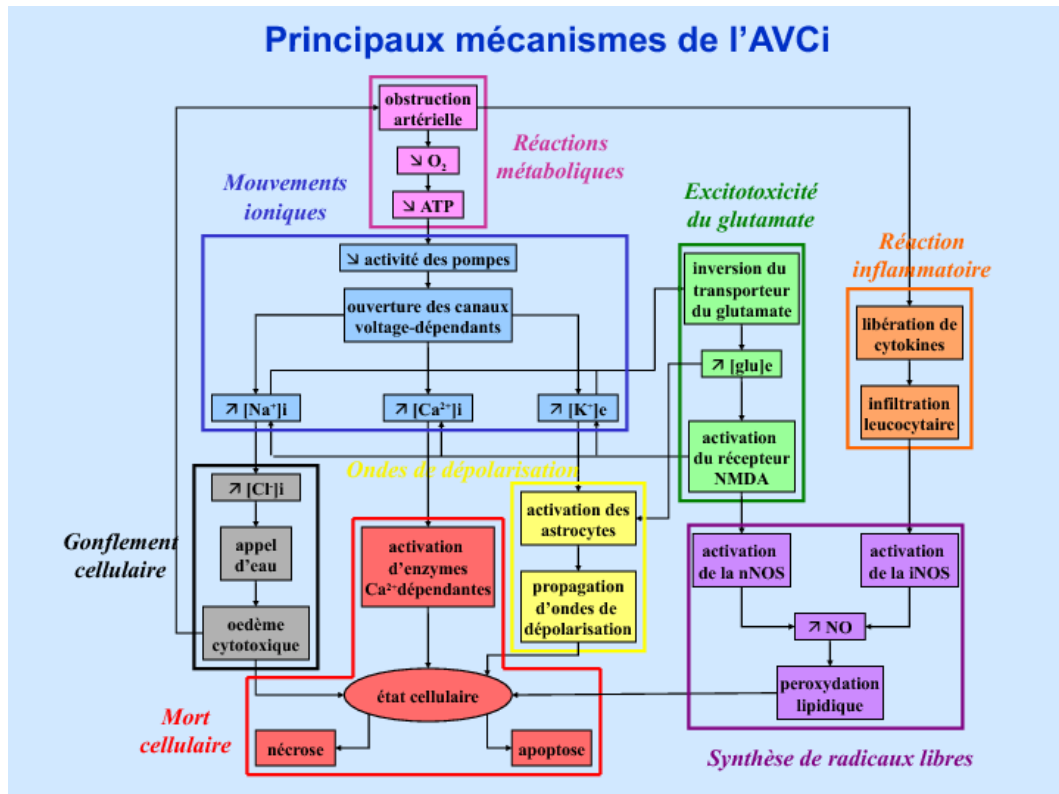 Principaux mécanismes de l'AVCi
obstruction
artérielle
↘ O₂
↘ ATP
Réactions
métaboliques
Mouvements
ioniques
↘ activité des pompes
ouverture des canaux
voltage-dépendants
↗ [Na⁺]i
↗ [Ca²⁺]i
↗ [K⁺]e
Excitotoxicité
du glutamate
inversion du
transporteur
du glutamate
↗ [glu]e
activation
du récepteur
NMDA
Réaction
inflammatoire
libération de
cytokines
infiltration
leucocytaire
Ondes de dépolarisation
activation des
astrocytes
propagation
d'ondes de
dépolarisation
Gonflement
cellulaire
↗ [Cl⁻]i
appel
d'eau
oedème
cytotoxique
activation
d'enzymes
Ca²⁺dépendantes
état cellulaire
nécrose
apoptose
Mort
cellulaire
activation
de la nNOS
activation
de la iNOS
↗ NO
peroxydation
lipidique
Synthèse de radicaux libres